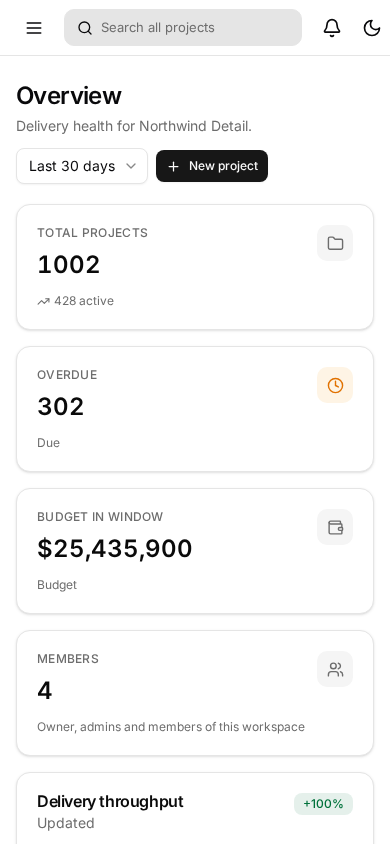 Search all projects
Overview
Delivery health for Northwind Detail.
Last 30 days
New project
TOTAL PROJECTS
1002
428 active
OVERDUE
302
Due
BUDGET IN WINDOW
$25,435,900
Budget
MEMBERS
4
Owner, admins and members of this workspace
Delivery throughput
+100%
Updated